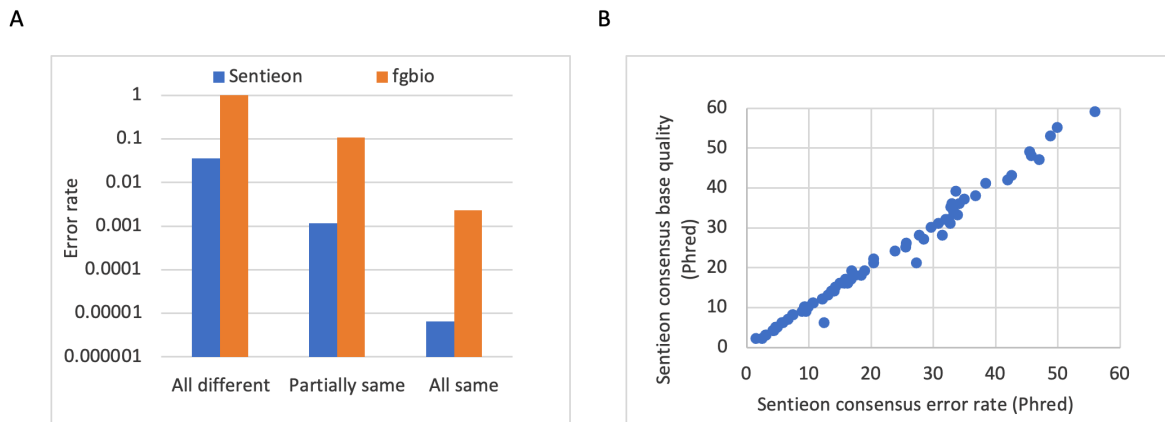 A
Sentieon
fgbio
1
0.1
0.01
0.001
0.0001
0.00001
0.000001
Error rate
All different
Partially same
All same
B
60
50
40
30
20
10
0
Sentieon consensus base quality
(Phred)
0 10 20 30 40 50 60
Sentieon consensus error rate (Phred)